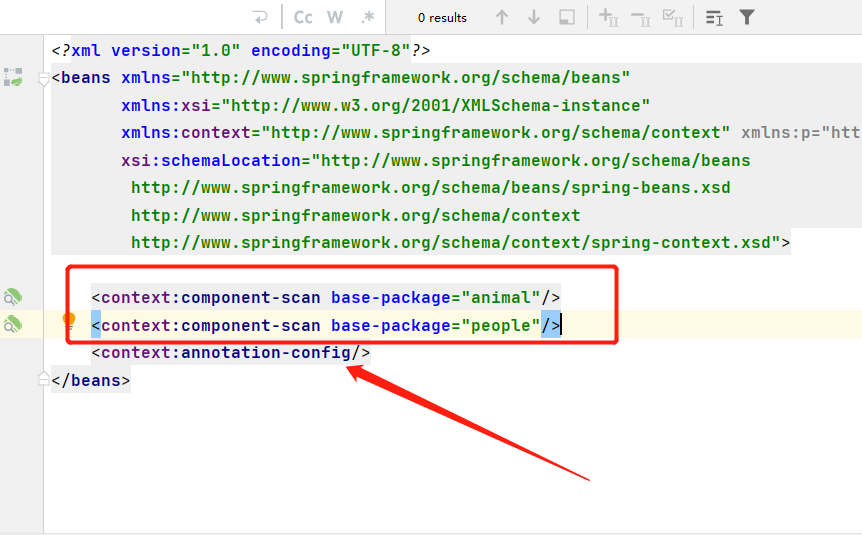 Cc W .* 0 results
<?xml version="1.0" encoding="UTF-8"?>
<beans xmlns="http://www.springframework.org/schema/beans"
xmlns:xsi="http://www.w3.org/2001/XMLSchema-instance"
xmlns:context="http://www.springframework.org/schema/context" xmlns:p="htt
xsi:schemaLocation="http://www.springframework.org/schema/beans
http://www.springframework.org/schema/beans/spring-beans.xsd
http://www.springframework.org/schema/context
http://www.springframework.org/schema/context/spring-context.xsd">
<context:component-scan base-package="animal"/>
<context:component-scan base-package="people"/>
<context:annotation-config/>
</beans>